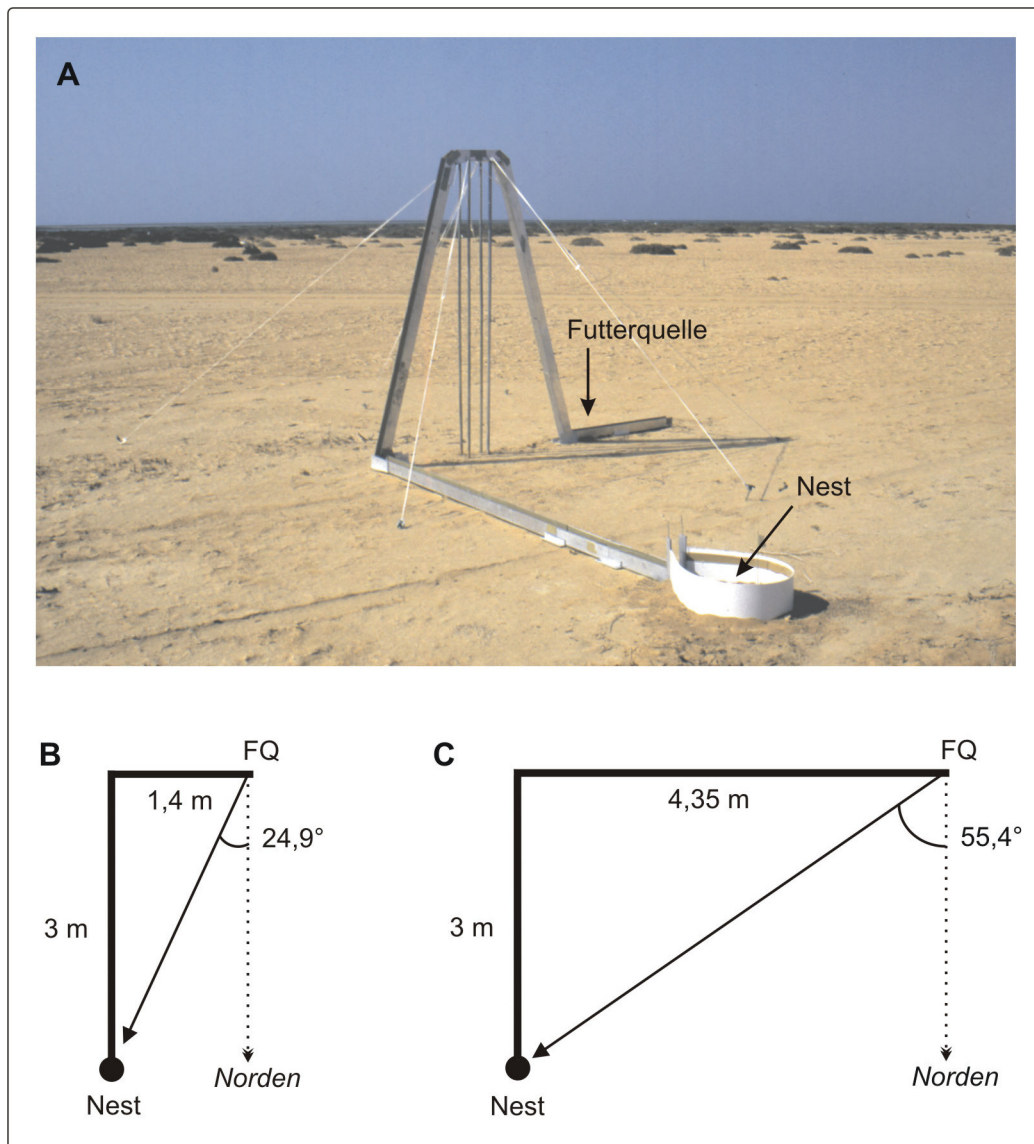 A
Futterquelle
Nest
B
FQ
1,4 m
24,9°
3 m
Norden
Nest
C
FQ
4,35 m
55,4°
3 m
Norden
Nest